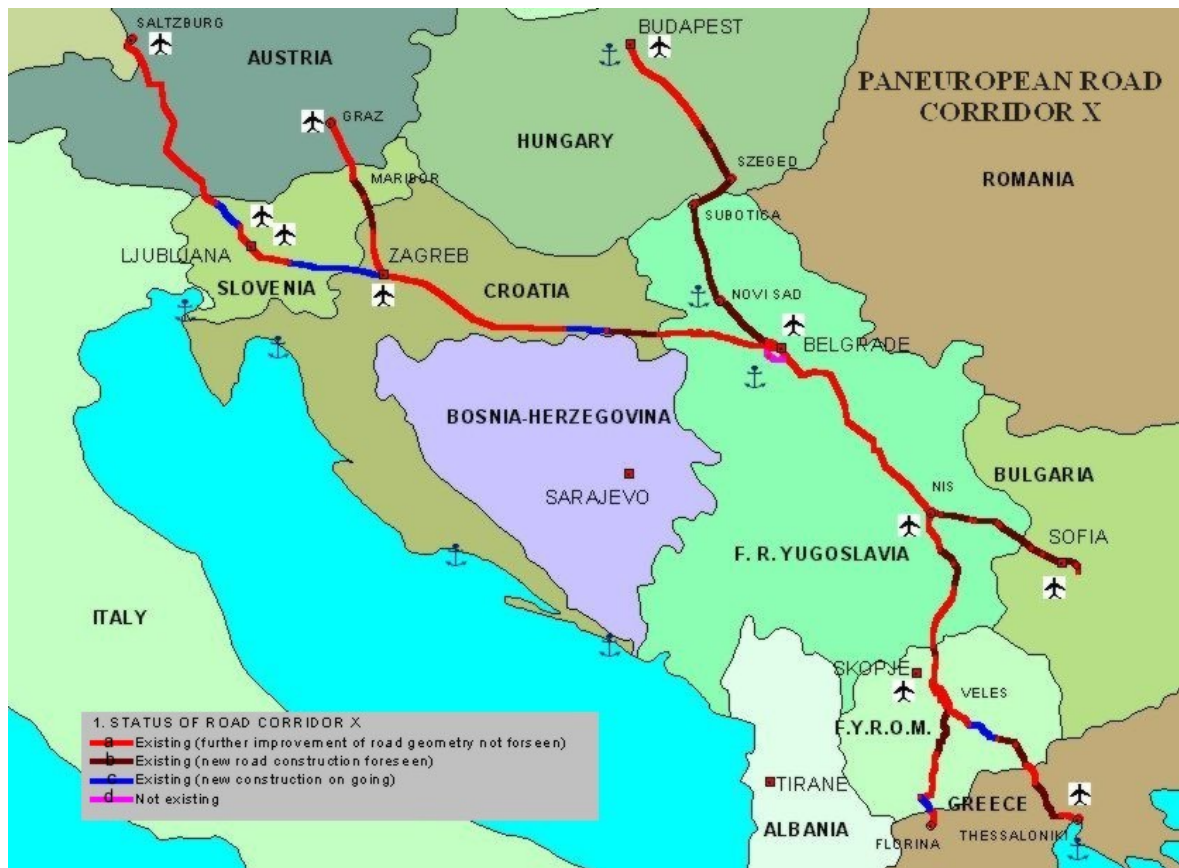 SALTZBURG
BUDAPEST
AUSTRIA
PANEUROPEAN ROAD
CORRIDOR X
GRAZ
HUNGARY
SZEGED
ROMANIA
MARIBOR
SUBOTICA
LJUBLJANA
ZAGREB
SLOVENIA
CROATIA
NOVI SAD
BELGRADE
BOSNIA-HERZEGOVINA
BULGARIA
NIS
SARAJEVO
SOFIA
F. R. YUGOSLAVIA
ITALY
SKOPJE
VELES
F.Y.R.O.M.
1. STATUS OF ROAD CORRIDOR X
a Existing (further improvement of road geometry not forseen)
b Existing (new road construction foreseen)
c Existing (new construction on going)
d Not existing
TIRANE
GREECE
ALBANIA
FLORINA
THESSALONIKI